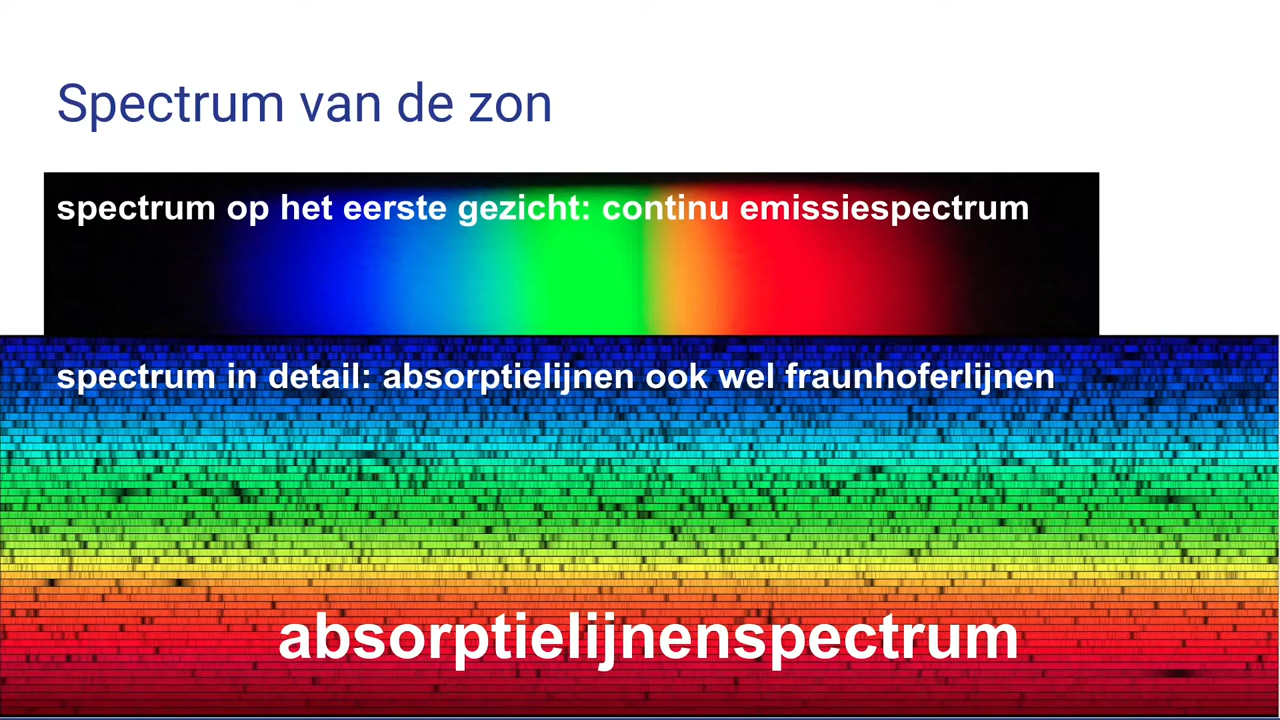 Spectrum van de zon
spectrum op het eerste gezicht: continu emissiespectrum
spectrum in detail: absorptielijnen ook wel fraunhoferlijnen
absorptielijnenspectrum